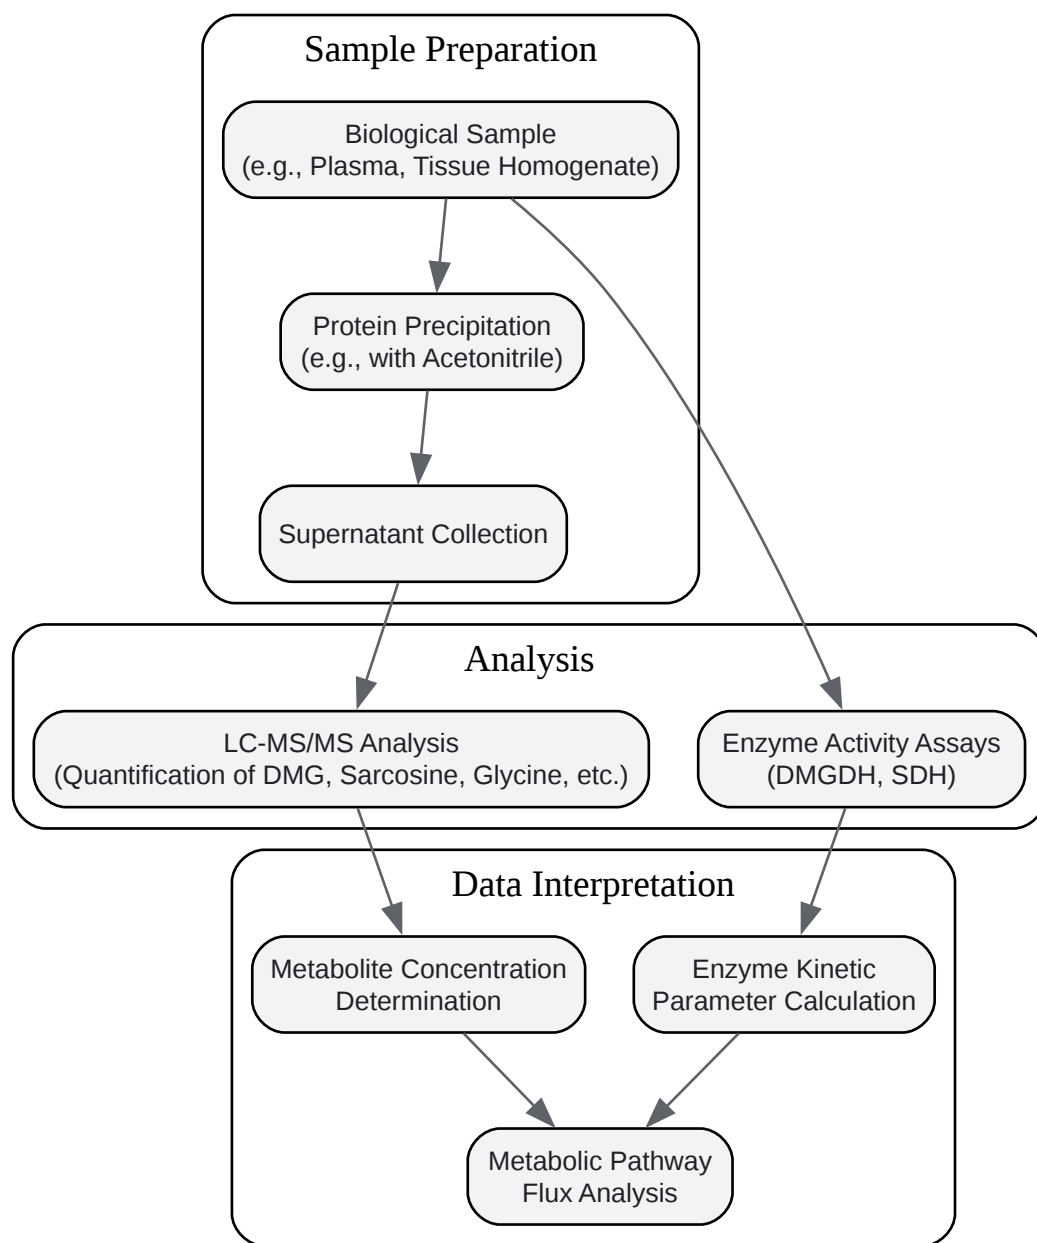 Sample Preparation
Biological Sample
(e.g., Plasma, Tissue Homogenate)
Protein Precipitation
(e.g., with Acetonitrile)
Supernatant Collection
Analysis
LC-MS/MS Analysis
(Quantification of DMG, Sarcosine, Glycine, etc.)
Enzyme Activity Assays
(DMGDH, SDH)
Data Interpretation
Metabolite Concentration
Determination
Enzyme Kinetic
Parameter Calculation
Metabolic Pathway
Flux Analysis